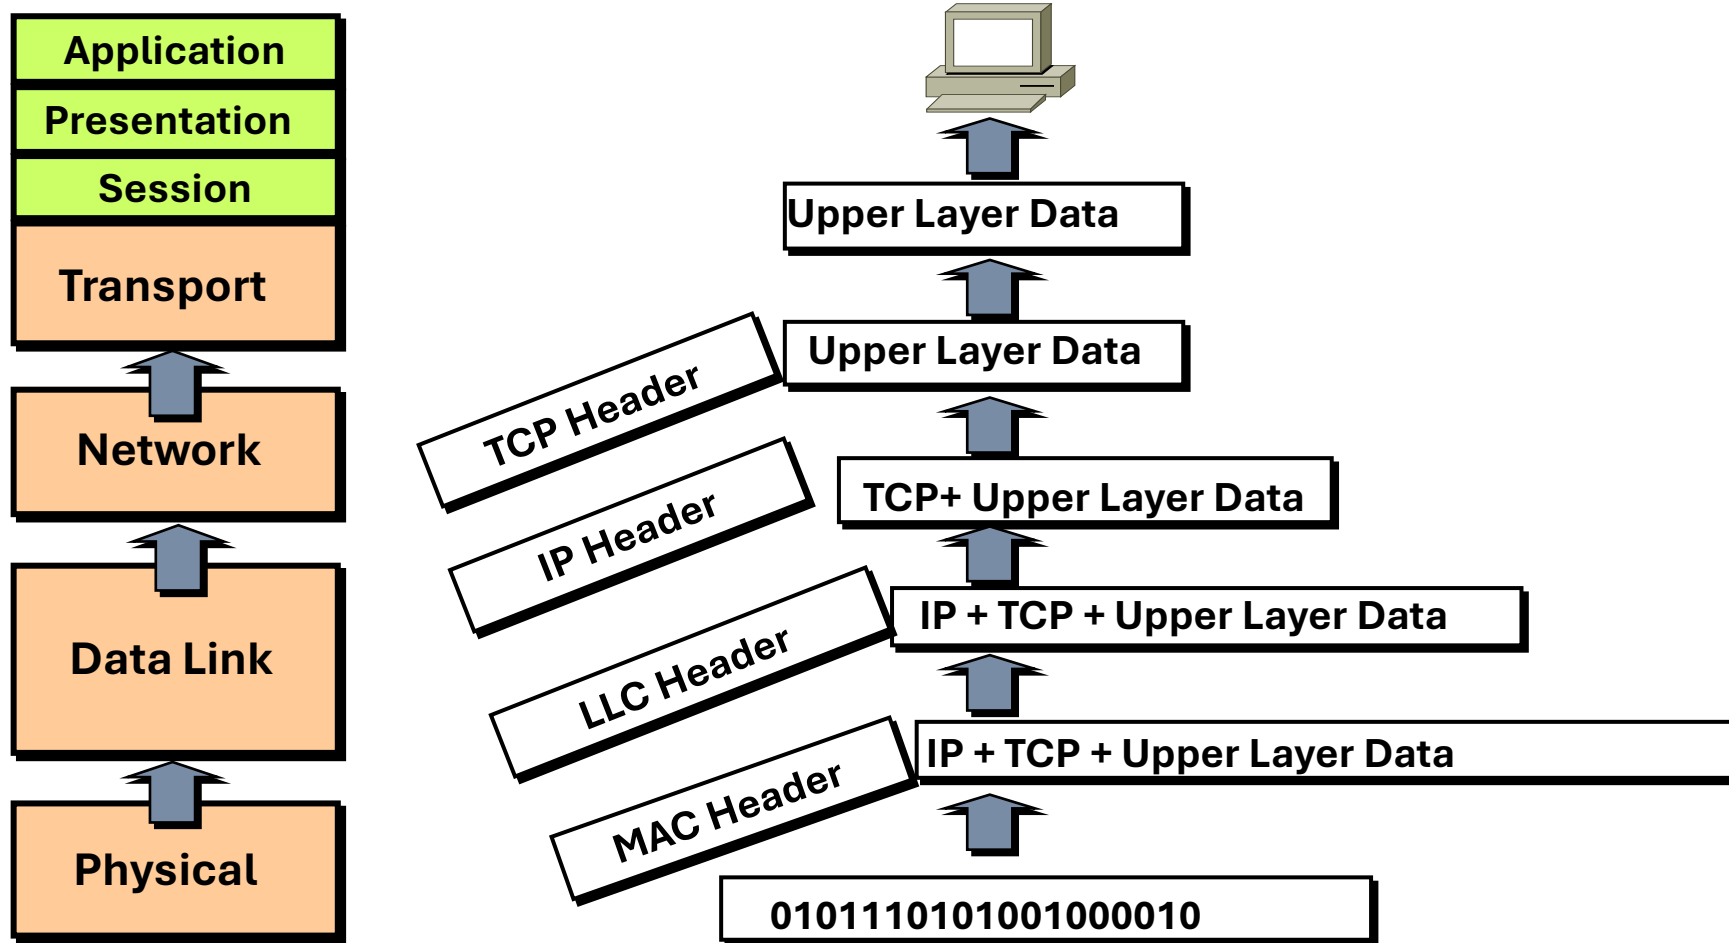 Application
Presentation
Session
Transport
Network
Data Link
Physical
Upper Layer Data
Upper Layer Data
TCP Header
TCP+ Upper Layer Data
IP Header
IP + TCP + Upper Layer Data
LLC Header
IP + TCP + Upper Layer Data
MAC Header
0101110101001000010